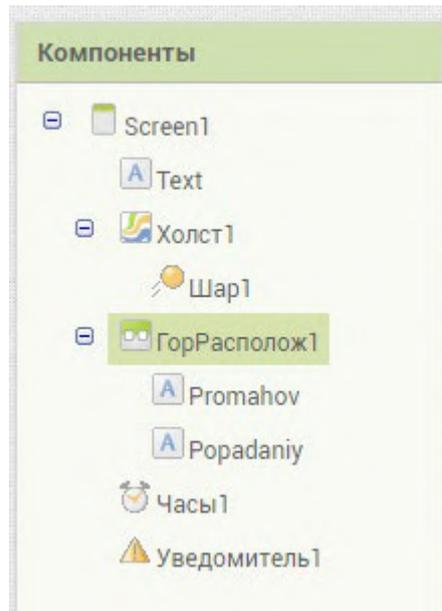 Компоненты
Screen1
Text
Холст1
Шар1
ГорРасполож1
Promahov
Popadaniy
Часы1
Уведомитель1